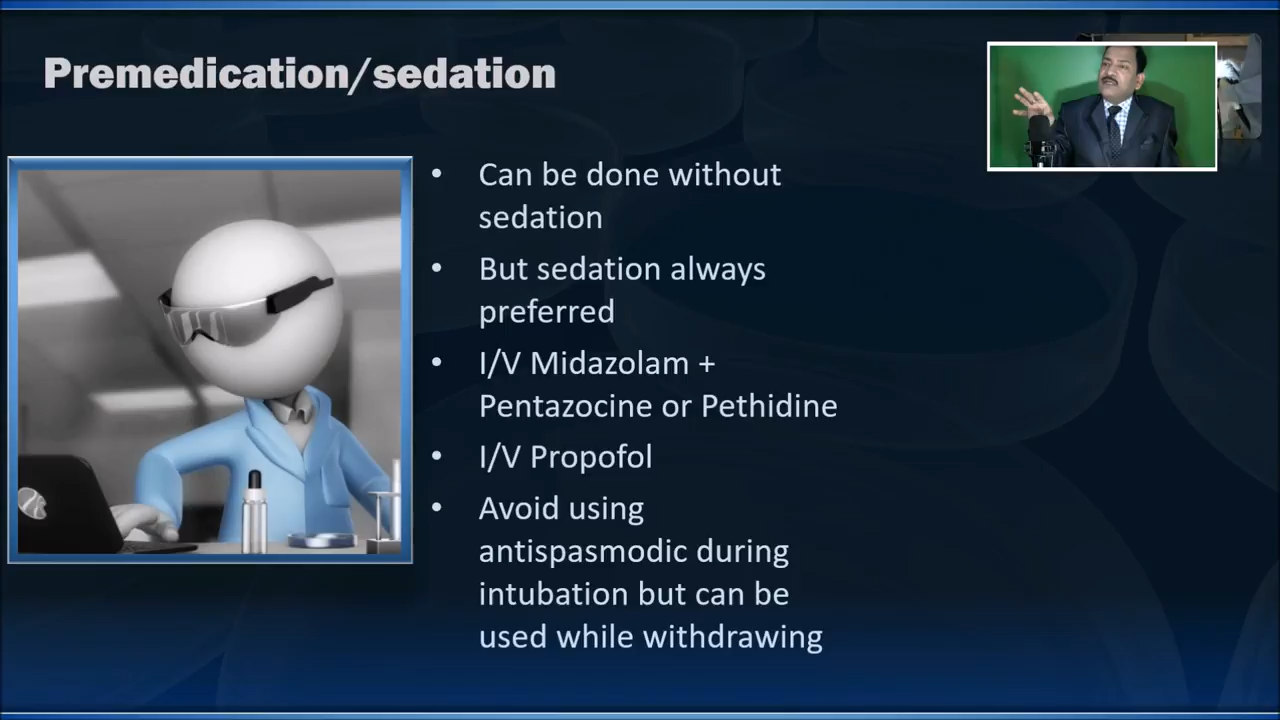 Premedication/sedation
• Can be done without
sedation
• But sedation always
preferred
• I/V Midazolam +
Pentazocine or Pethidine
• I/V Propofol
• Avoid using
antispasmodic during
intubation but can be
used while withdrawing